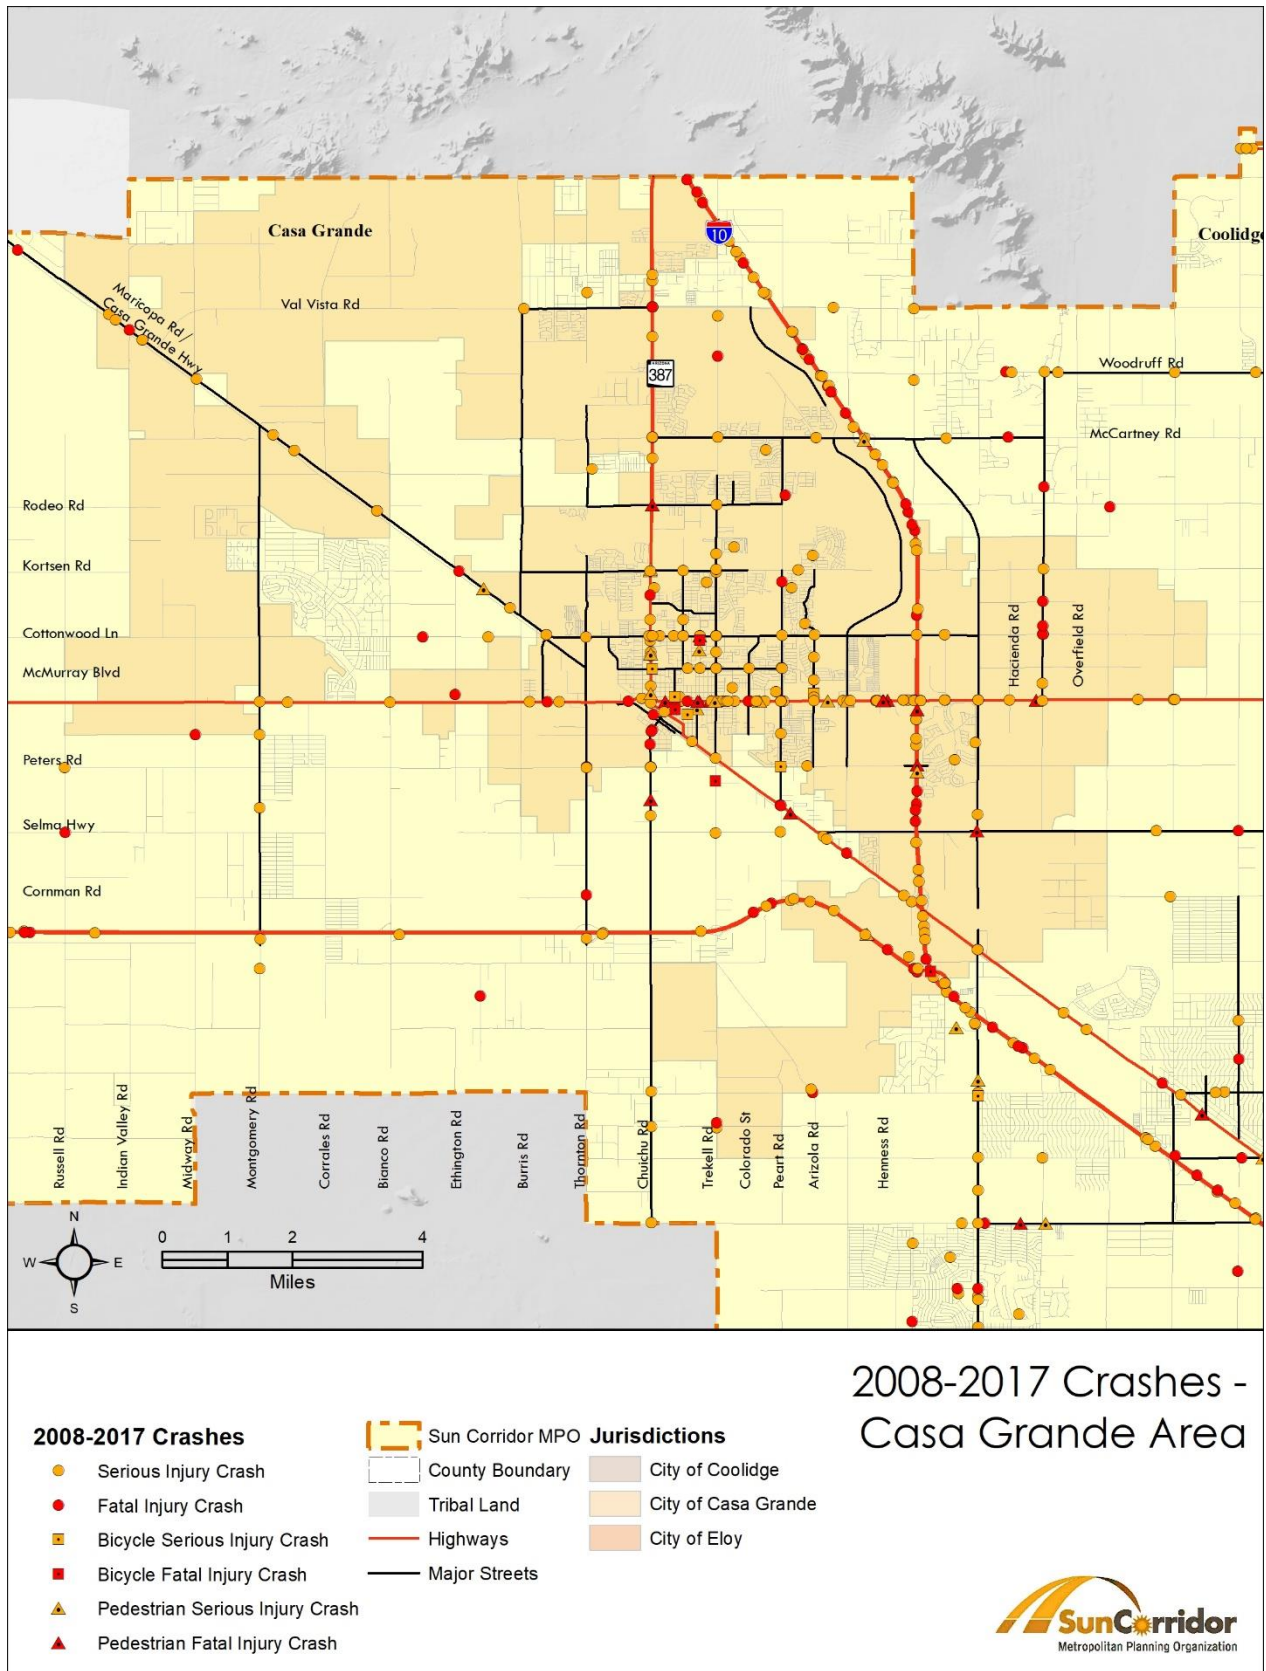 Casa Grande
10
Coolidge
Maricopa Rd/
Casa Grande Hwy
Val Vista Rd
ARIZONA
387
Woodruff Rd
McCartney Rd
Rodeo Rd
Kortsen Rd
Cottonwood Ln
McMurray Blvd
Hacienda Rd
Overfield Rd
Peters Rd
Selma Hwy
Cornman Rd
Russell Rd
Indian Valley Rd
Midway Rd
Montgomery Rd
Corrales Rd
Bianco Rd
Ethington Rd
Burris Rd
Thornton Rd
Chuichu Rd
Trekell Rd
Colorado St
Peart Rd
Arizola Rd
Henness Rd
N
W E
S
0 1 2 4
Miles
2008-2017 Crashes -
Casa Grande Area
2008-2017 Crashes
Serious Injury Crash
Fatal Injury Crash
Bicycle Serious Injury Crash
Bicycle Fatal Injury Crash
Pedestrian Serious Injury Crash
Pedestrian Fatal Injury Crash
Sun Corridor MPO
County Boundary
Tribal Land
Highways
Major Streets
Jurisdictions
City of Coolidge
City of Casa Grande
City of Eloy
SunCorridor
Metropolitan Planning Organization